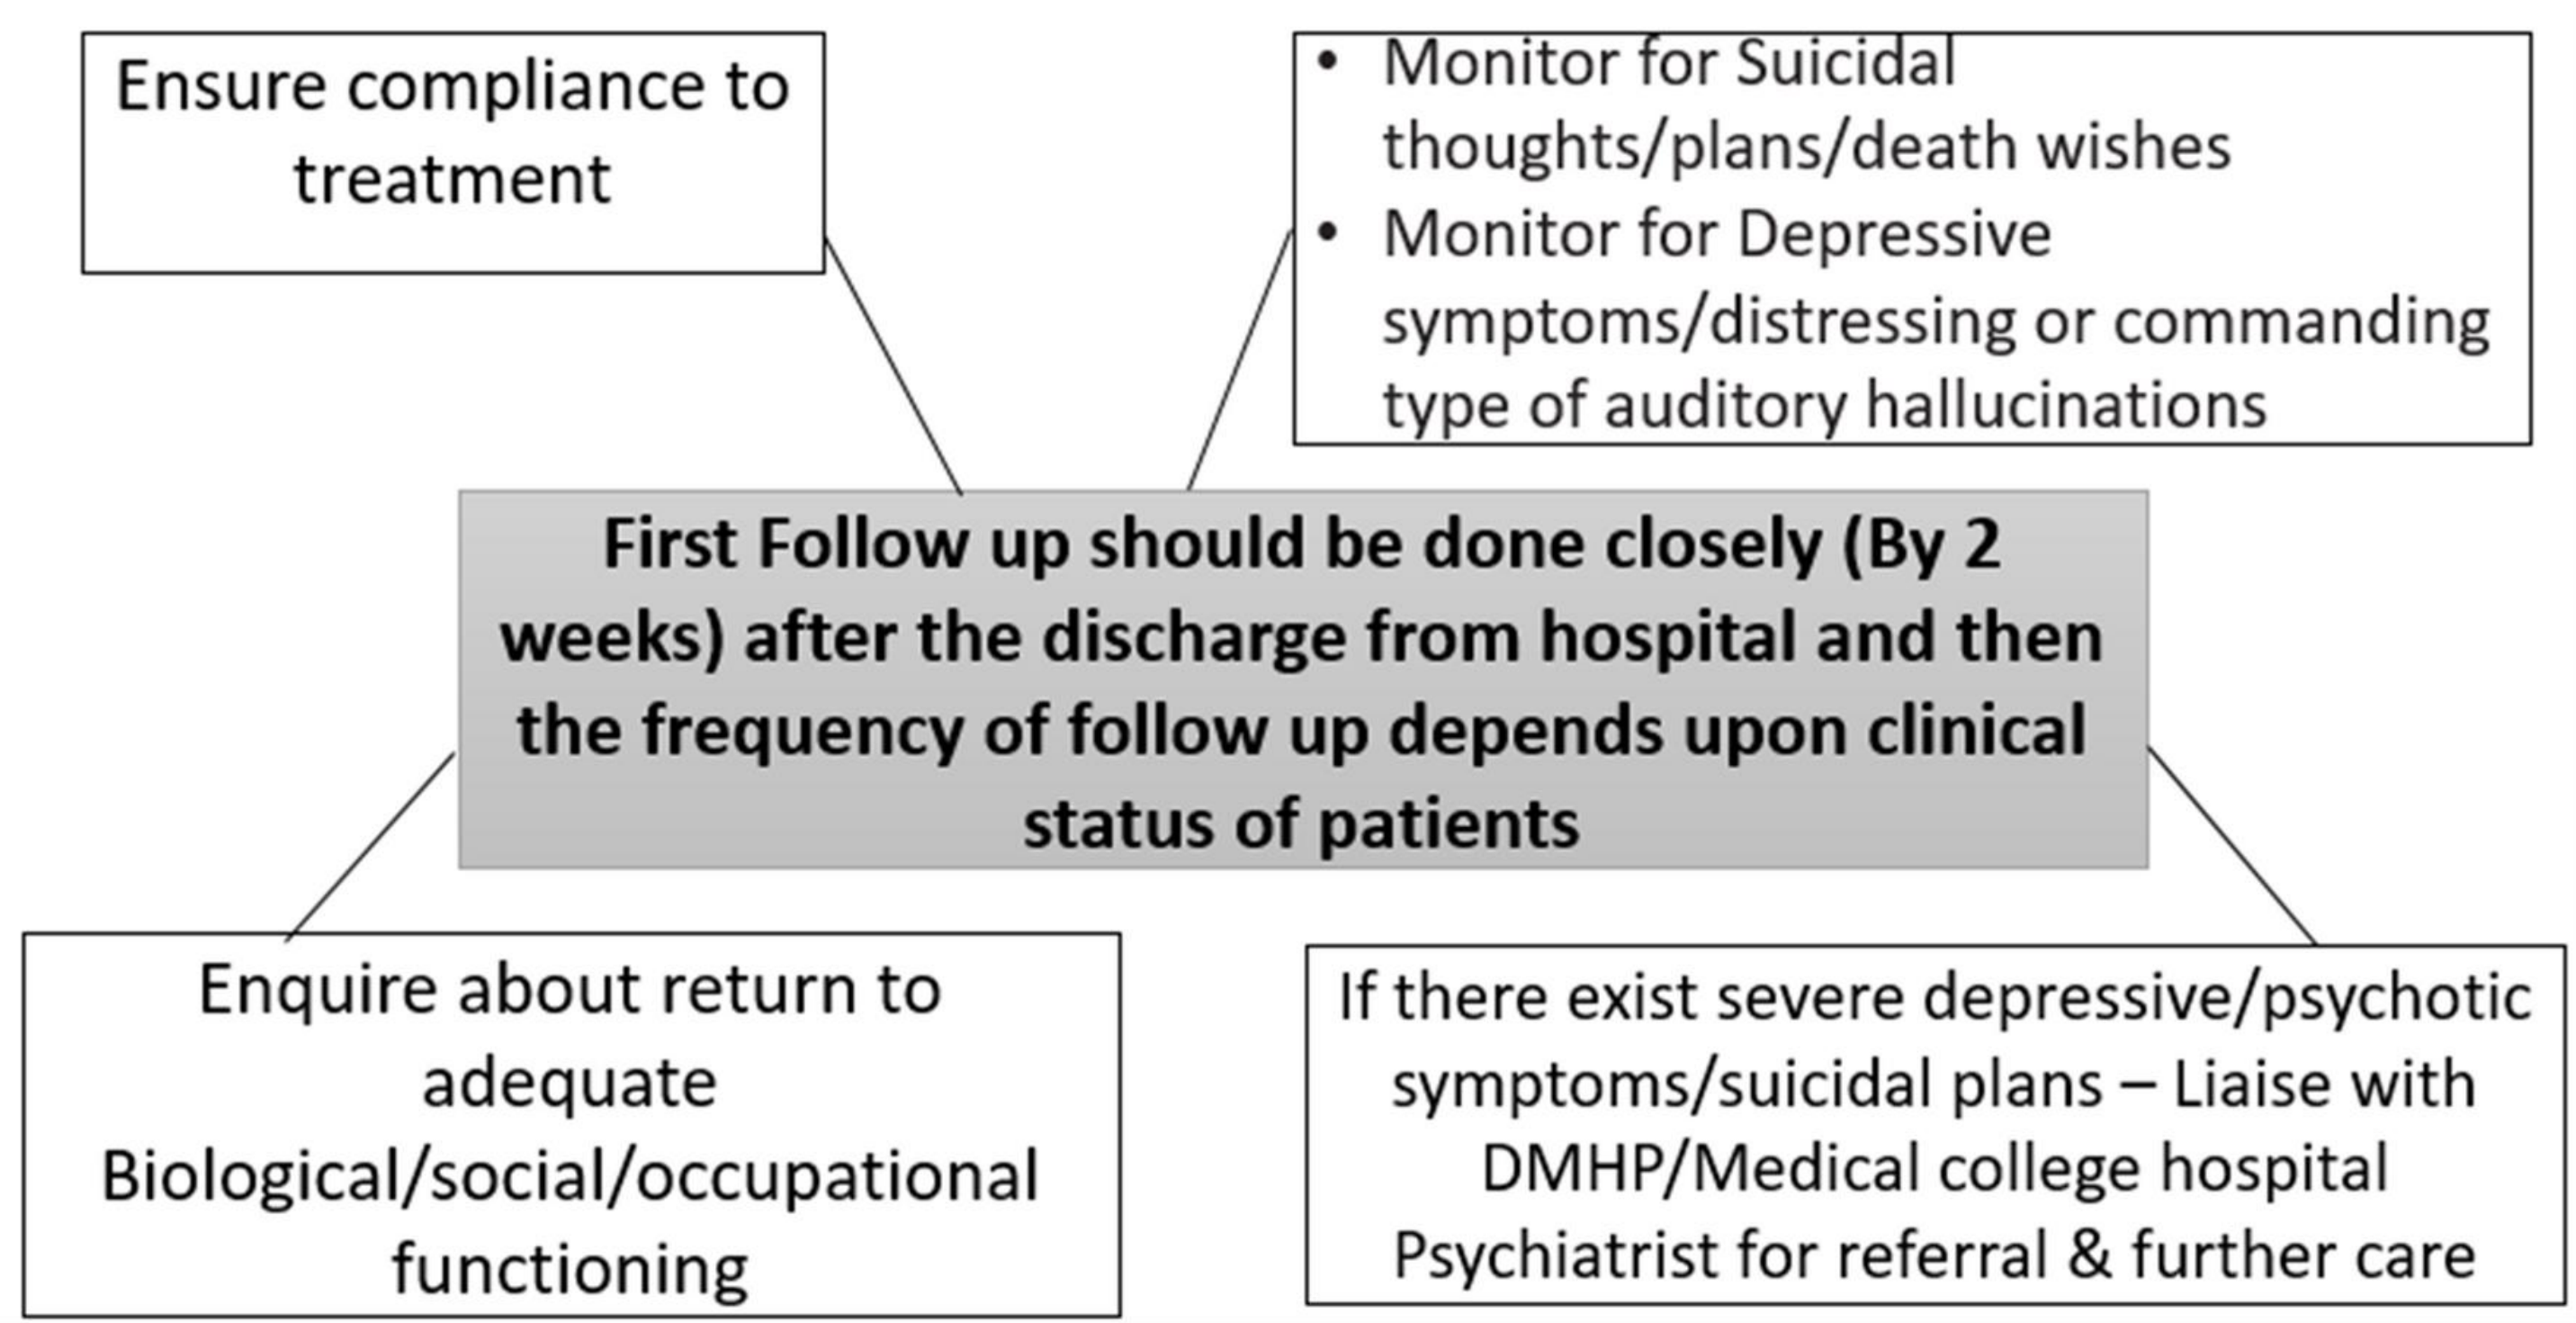 Ensure compliance to
treatment
• Monitor for Suicidal
thoughts/plans/death wishes
• Monitor for Depressive
symptoms/distressing or commanding
type of auditory hallucinations
First Follow up should be done closely (By 2
weeks) after the discharge from hospital and then
the frequency of follow up depends upon clinical
status of patients
Enquire about return to
adequate
Biological/social/occupational
functioning
If there exist severe depressive/psychotic
symptoms/suicidal plans – Liaise with
DMHP/Medical college hospital
Psychiatrist for referral & further care